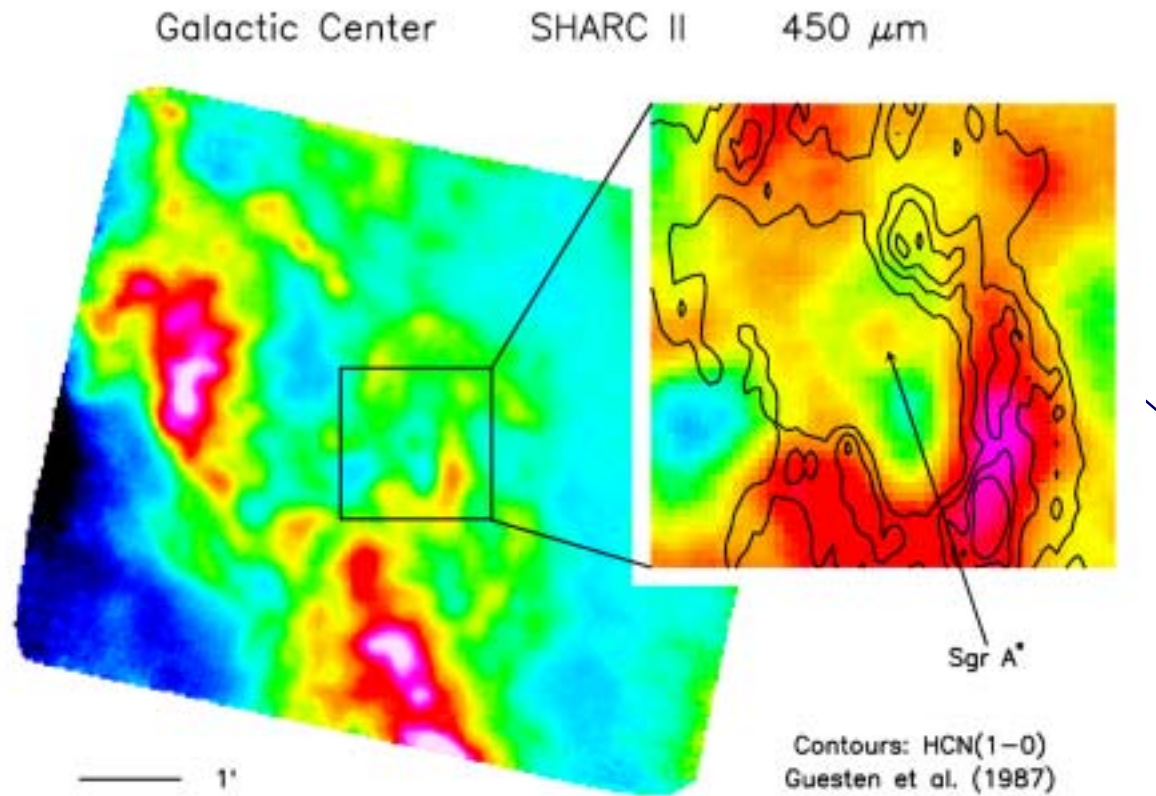 Galactic Center SHARC II 450 μm
Sgr A*
Contours: HCN(1-0)
Guesten et al. (1987)
1'